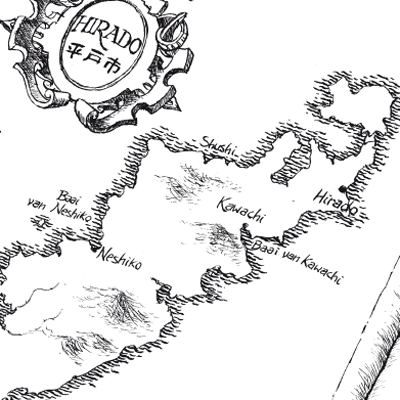 HIRADO
平戸市
Shushi
Baai
van Neshiko
Kawachi
Hirado
Baai van Kawachi
Neshiko